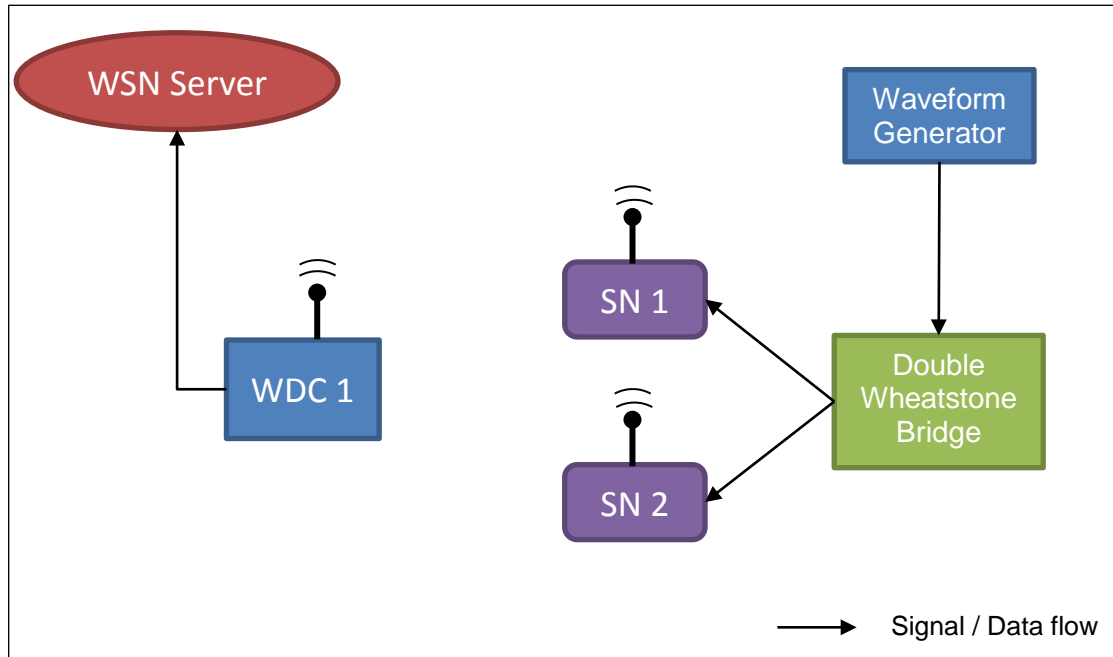 WSN Server
Waveform
Generator
SN 1
WDC 1
Double
Wheatstone
Bridge
SN 2
Signal / Data flow